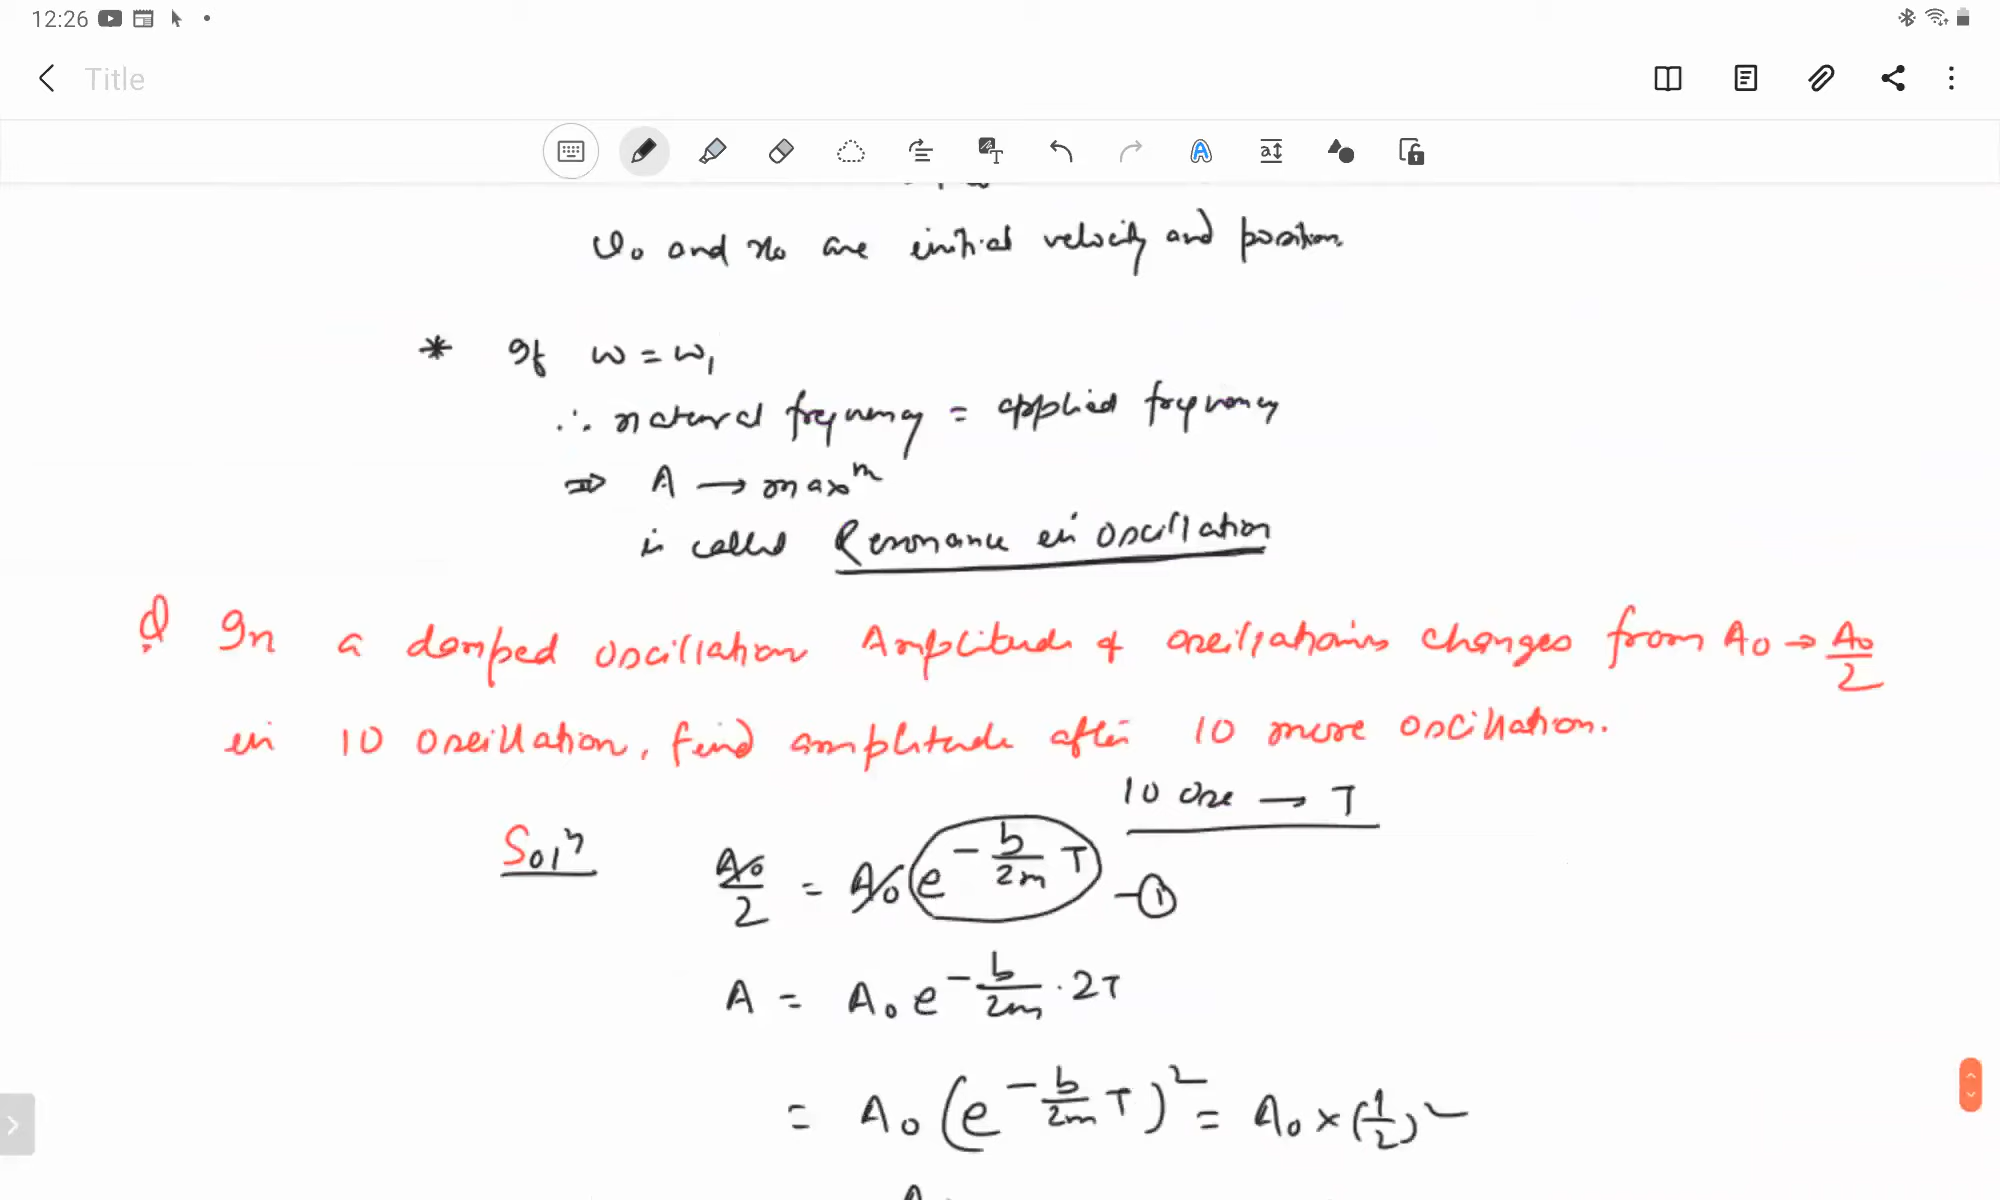 12:26
Title
v₀ and x₀ are initial velocity and position.
* If ω = ω₁
∴ natural frequency = applied frequency
⇒ A → maxᵐ
is called Resonance in oscillation
Q. In a damped oscillation Amplitude of oscillations changes from A₀ → A₀/2
in 10 oscillation, find amplitude after 10 more oscillation.
10 osc → T
Solⁿ A₀/2 = A₀ e^(-b/2m T) -①
A = A₀ e^(-b/2m · 2T)
= A₀ (e^(-b/2m T))² = A₀ × (1/2)²